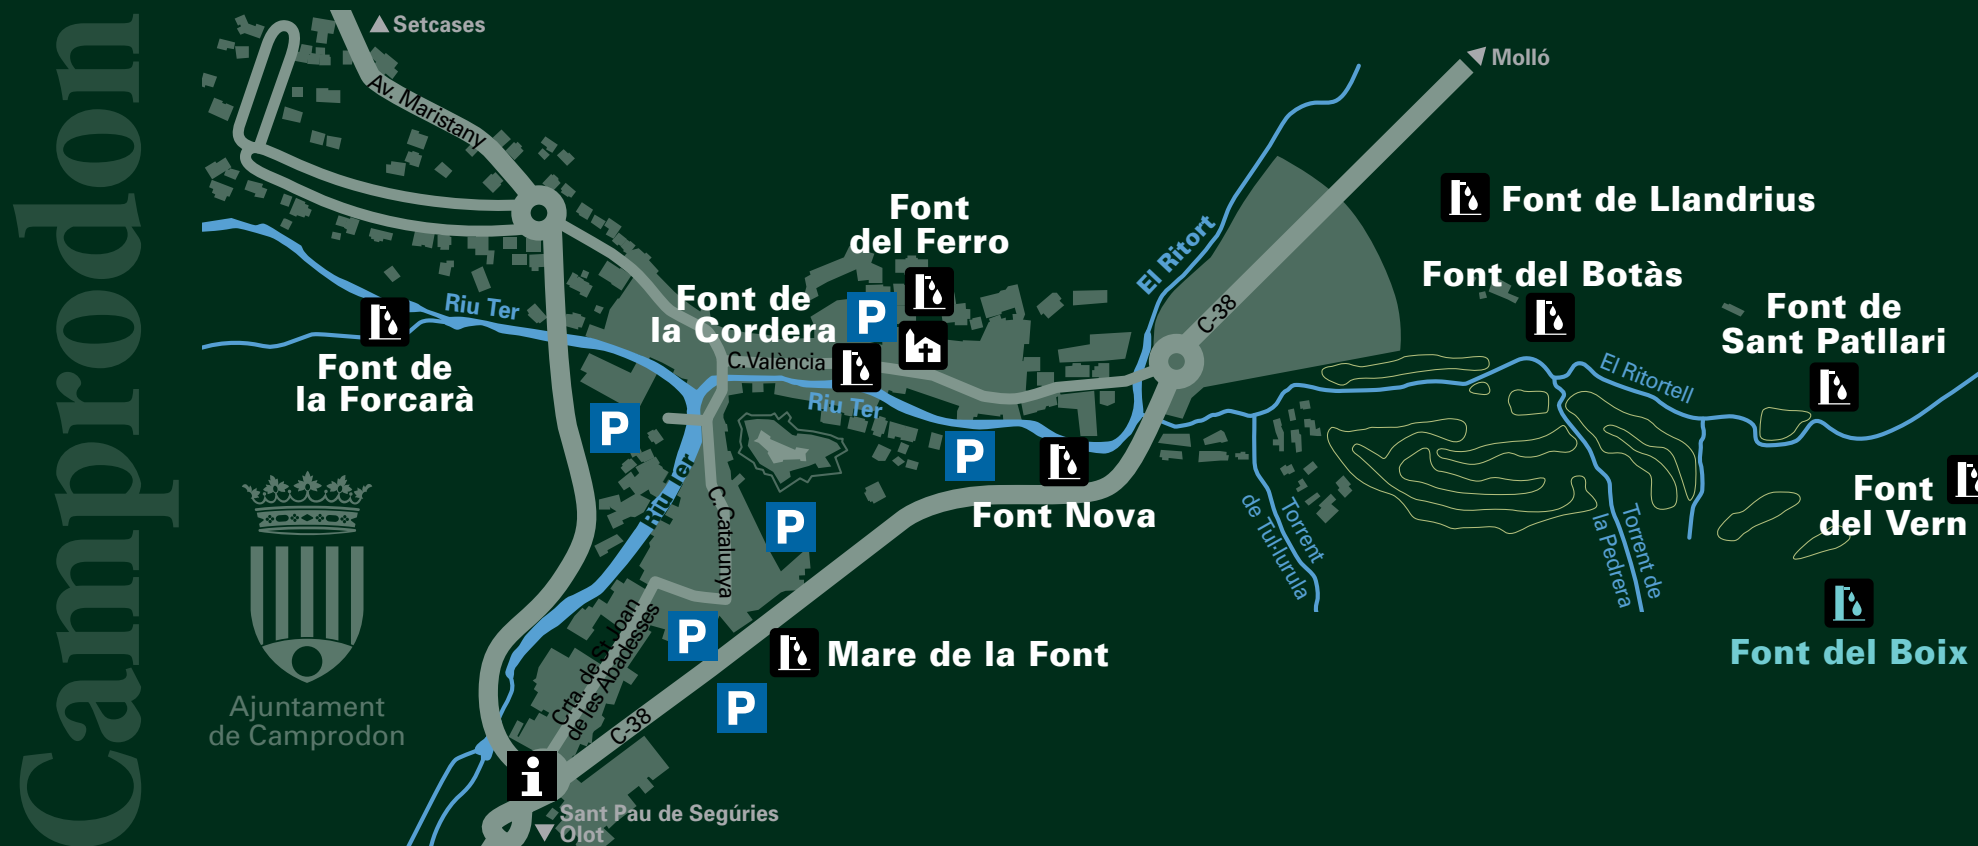 Camprodon
Setcases
Av. Maristany
Molló
El Ritort
C-38
Font de Llandrius
Font
del Ferro
Font del Botàs
Font de
la Cordera
P
Font de
Sant Patllari
Riu Ter
C.València
Font de
la Forcarà
Riu Ter
El Ritortell
P
P
Riu Ter
C. Catalunya
Font Nova
P
Torrent
de Tul·lurula
Torrent de
la Pedrera
Font
del Vern
Font del Boix
P
Mare de la Font
Crta. de St Joan
de les Abadesses
P
C-38
Ajuntament
de Camprodon
i
Sant Pau de Segúries
Olot